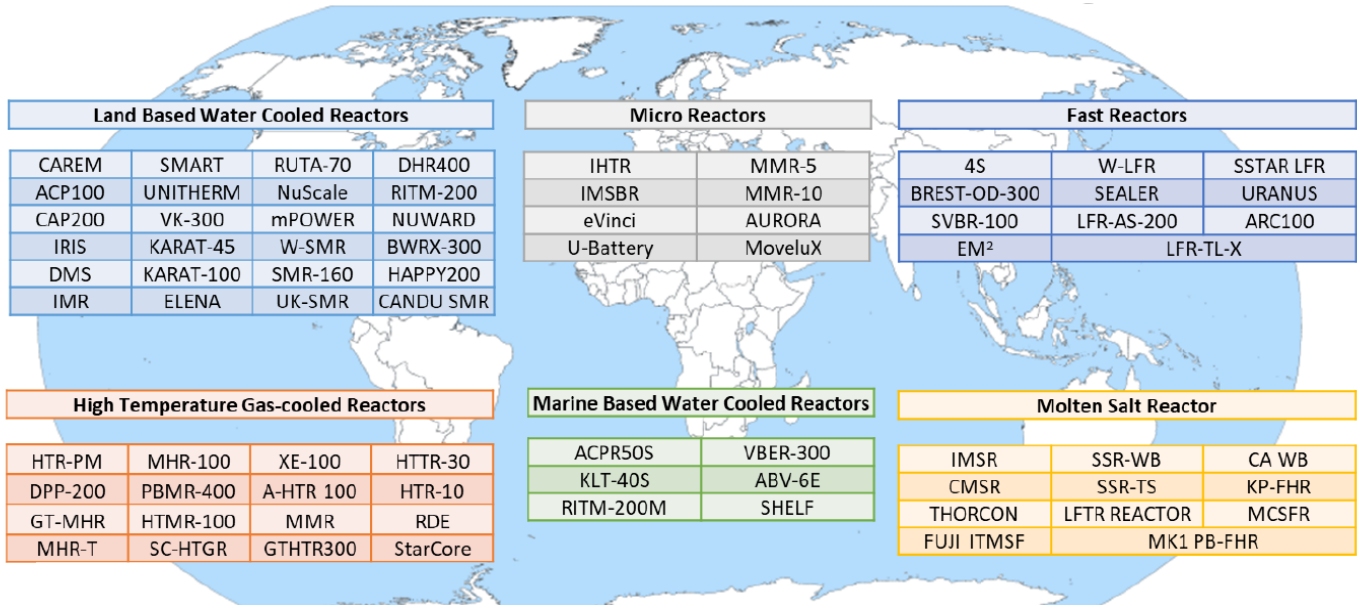 Land Based Water Cooled Reactors
CAREM SMART RUTA-70 DHR400
ACP100 UNITHERM NuScale RITM-200
CAP200 VK-300 mPOWER NUWARD
IRIS KARAT-45 W-SMR BWRX-300
DMS KARAT-100 SMR-160 HAPPY200
IMR ELENA UK-SMR CANDU SMR
Micro Reactors
IHTR MMR-5
IMSBR MMR-10
eVinci AURORA
U-Battery MoveluX
Fast Reactors
4S W-LFR SSTAR LFR
BREST-OD-300 SEALER URANUS
SVBR-100 LFR-AS-200 ARC100
EM² LFR-TL-X
High Temperature Gas-cooled Reactors
HTR-PM MHR-100 XE-100 HTTR-30
DPP-200 PBMR-400 A-HTR 100 HTR-10
GT-MHR HTMR-100 MMR RDE
MHR-T SC-HTGR GTHTR300 StarCore
Marine Based Water Cooled Reactors
ACPR50S VBER-300
KLT-40S ABV-6E
RITM-200M SHELF
Molten Salt Reactor
IMSR SSR-WB CA WB
CMSR SSR-TS KP-FHR
THORCON LFTR REACTOR MCSFR
FUJI ITMSF MK1 PB-FHR